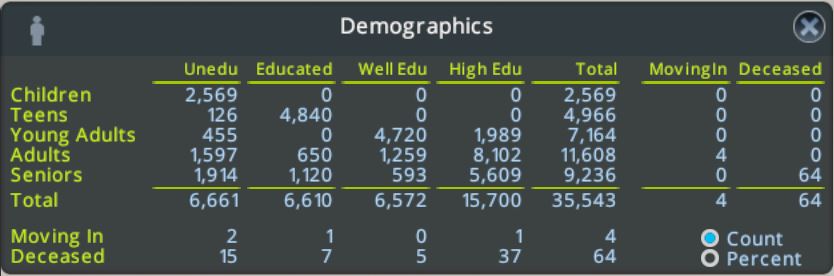 Demographics
Unedu Educated Well Edu High Edu Total MovingIn Deceased
Children 2,569 0 0 0 2,569 0 0
Teens 126 4,840 0 0 4,966 0 0
Young Adults 455 0 4,720 1,989 7,164 0 0
Adults 1,597 650 1,259 8,102 11,608 4 0
Seniors 1,914 1,120 593 5,609 9,236 0 64
Total 6,661 6,610 6,572 15,700 35,543 4 64
Moving In 2 1 0 1 4
Count
Deceased 15 7 5 37 64
Percent